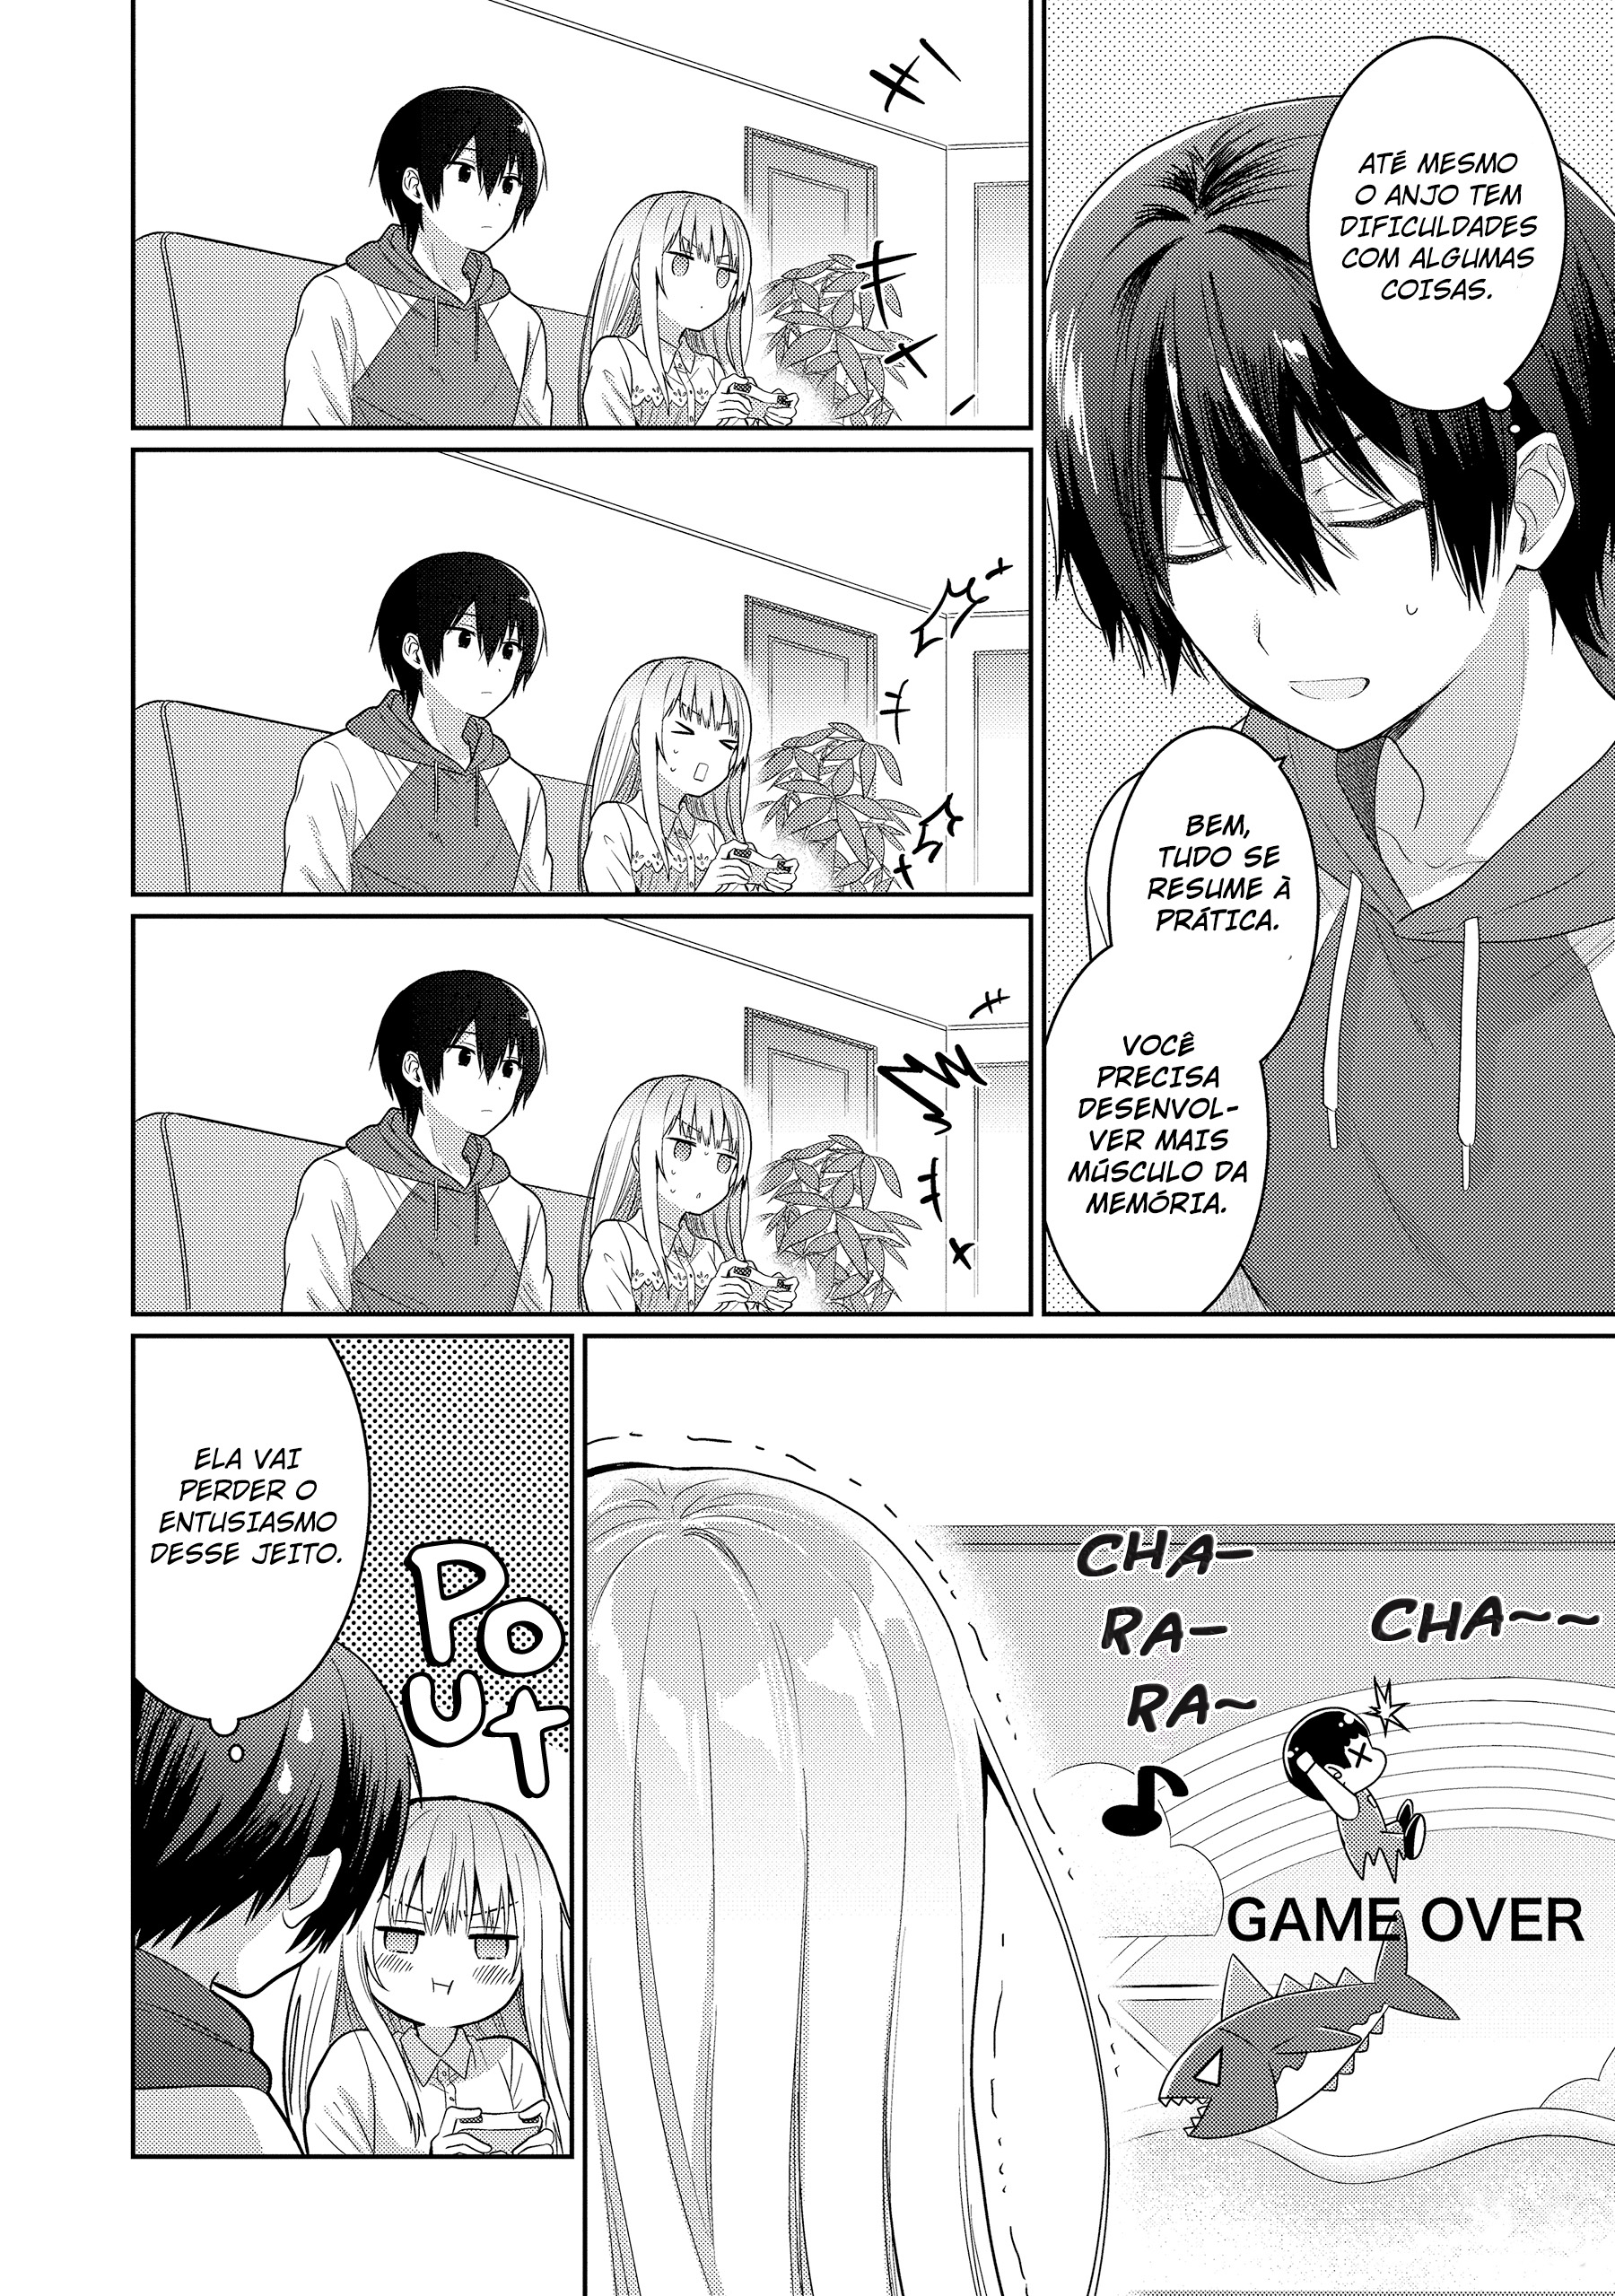 ATÉ MESMO
O ANJO TEM
DIFICULDADES
COM ALGUMAS
COISAS.
BEM,
TUDO SE
RESUME À
PRÁTICA.
VOCÊ
PRECISA
DESENVOL-
VER MAIS
MÚSCULO DA
MEMÓRIA.
CHA-
RA-
RA~
CHA~~
GAME OVER
ELA VAI
PERDER O
ENTUSIASMO
DESSE JEITO.
POUT